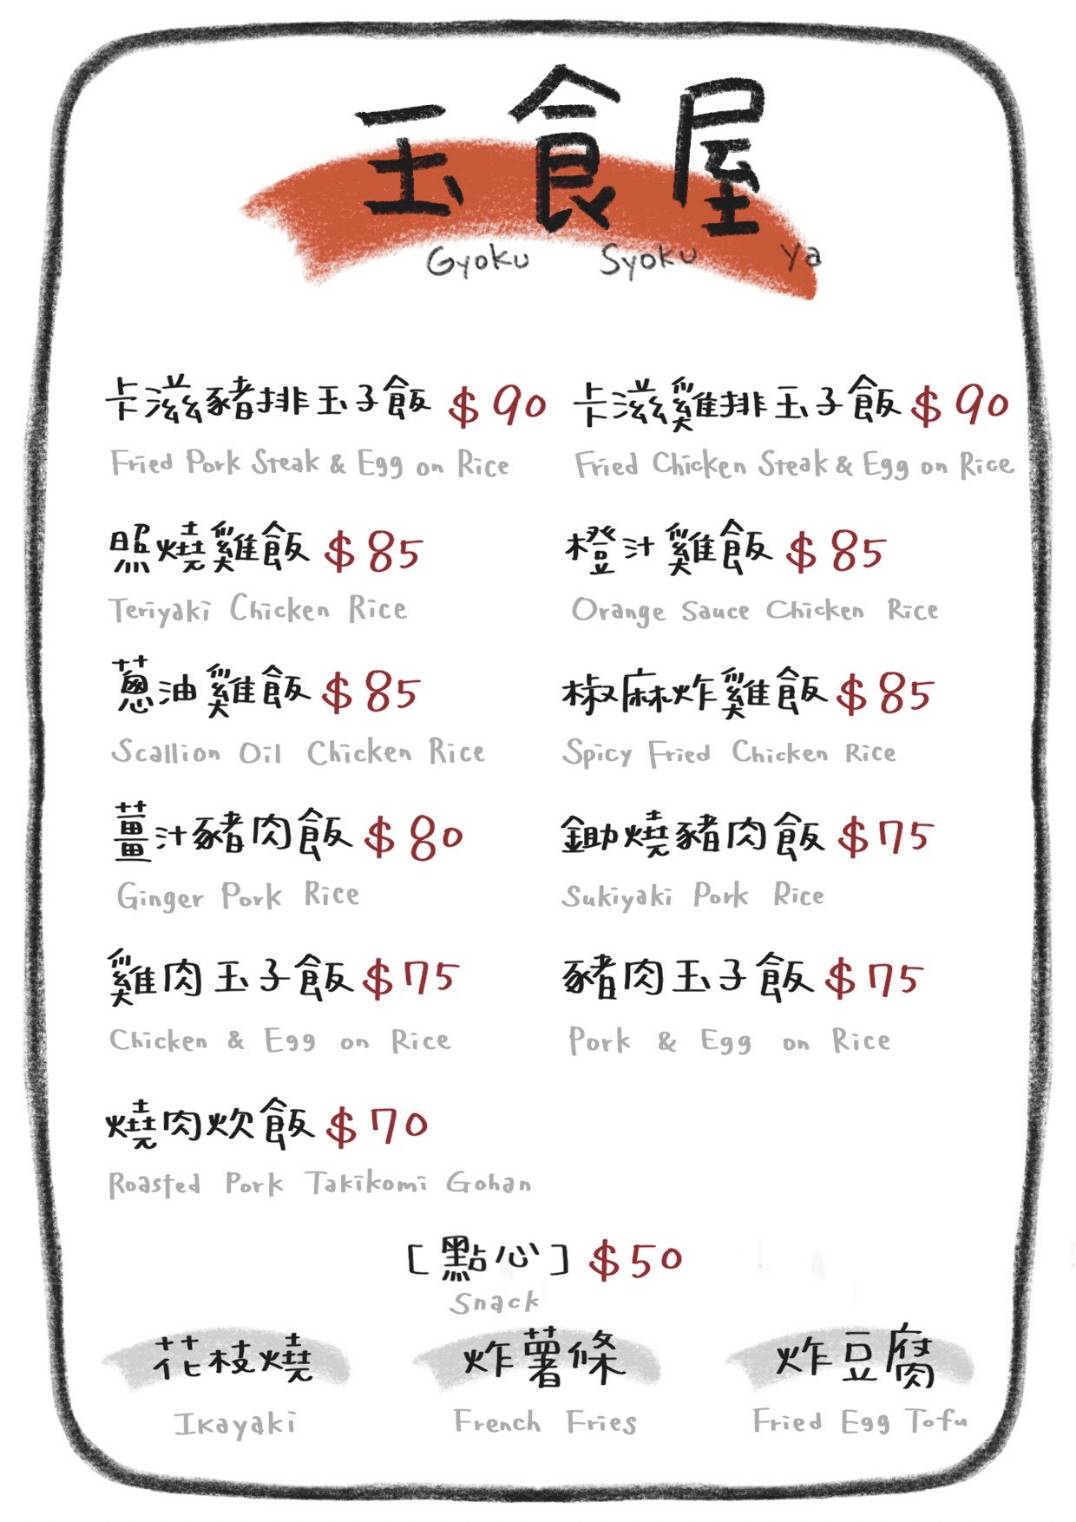 玉食屋
Gyoku Syoku Ya
卡滋豬排玉子飯 $90
Fried Pork Steak & Egg on Rice
卡滋雞排玉子飯 $90
Fried Chicken Steak & Egg on Rice
照燒雞飯 $85
Teriyaki Chicken Rice
橙汁雞飯 $85
Orange Sauce Chicken Rice
蔥油雞飯 $85
Scallion Oil Chicken Rice
椒麻炸雞飯 $85
Spicy Fried Chicken Rice
薑汁豬肉飯 $80
Ginger Pork Rice
鋤燒豬肉飯 $75
Sukiyaki Pork Rice
雞肉玉子飯 $75
Chicken & Egg on Rice
豬肉玉子飯 $75
Pork & Egg on Rice
燒肉炊飯 $70
Roasted Pork Takikomi Gohan
[點心] $50
Snack
花枝燒
Ikayaki
炸薯條
French Fries
炸豆腐
Fried Egg Tofu